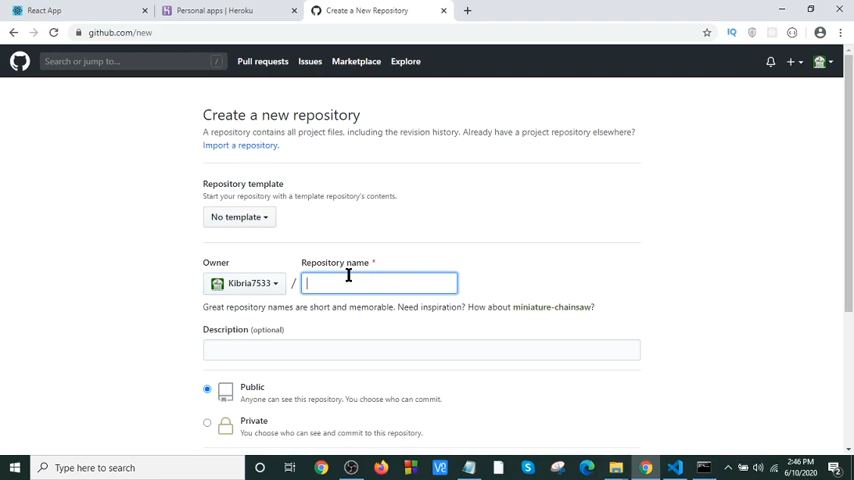 React App
Personal apps | Heroku
Create a New Repository
github.com/new
IQ
Search or jump to...
/
Pull requests
Issues
Marketplace
Explore
Create a new repository
A repository contains all project files, including the revision history. Already have a project repository elsewhere?
Import a repository.
Repository template
Start your repository with a template repository's contents.
No template
Owner
Repository name *
Kibria7533
/
Great repository names are short and memorable. Need inspiration? How about miniature-chainsaw?
Description (optional)
Public
Anyone can see this repository. You choose who can commit.
Private
You choose who can see and commit to this repository.
Type here to search
2:46 PM
6/10/2020